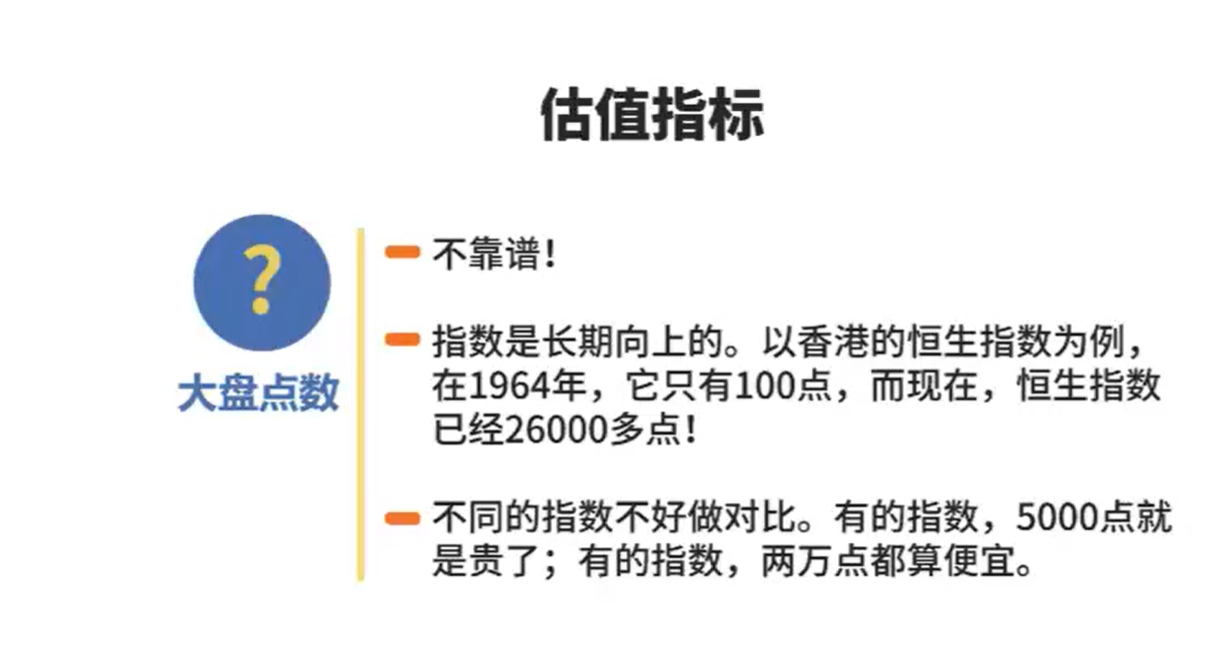 估值指标
?
大盘点数
不靠谱！
指数是长期向上的。以香港的恒生指数为例，
在1964年，它只有100点，而现在，恒生指数
已经26000多点！
不同的指数不好做对比。有的指数，5000点就
是贵了；有的指数，两万点都算便宜。